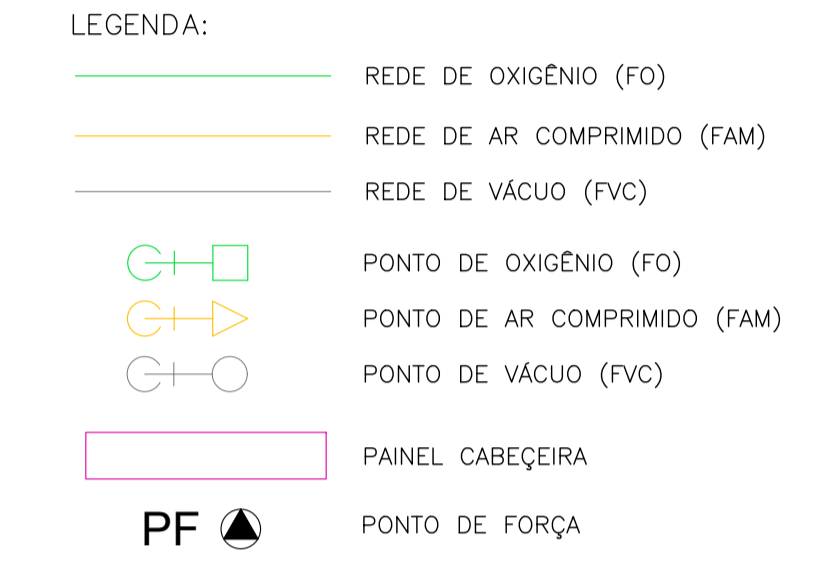 LEGENDA:
REDE DE OXIGÊNIO (FO)
REDE DE AR COMPRIMIDO (FAM)
REDE DE VÁCUO (FVC)
PONTO DE OXIGÊNIO (FO)
PONTO DE AR COMPRIMIDO (FAM)
PONTO DE VÁCUO (FVC)
PAINEL CABEÇEIRA
PF PONTO DE FORÇA